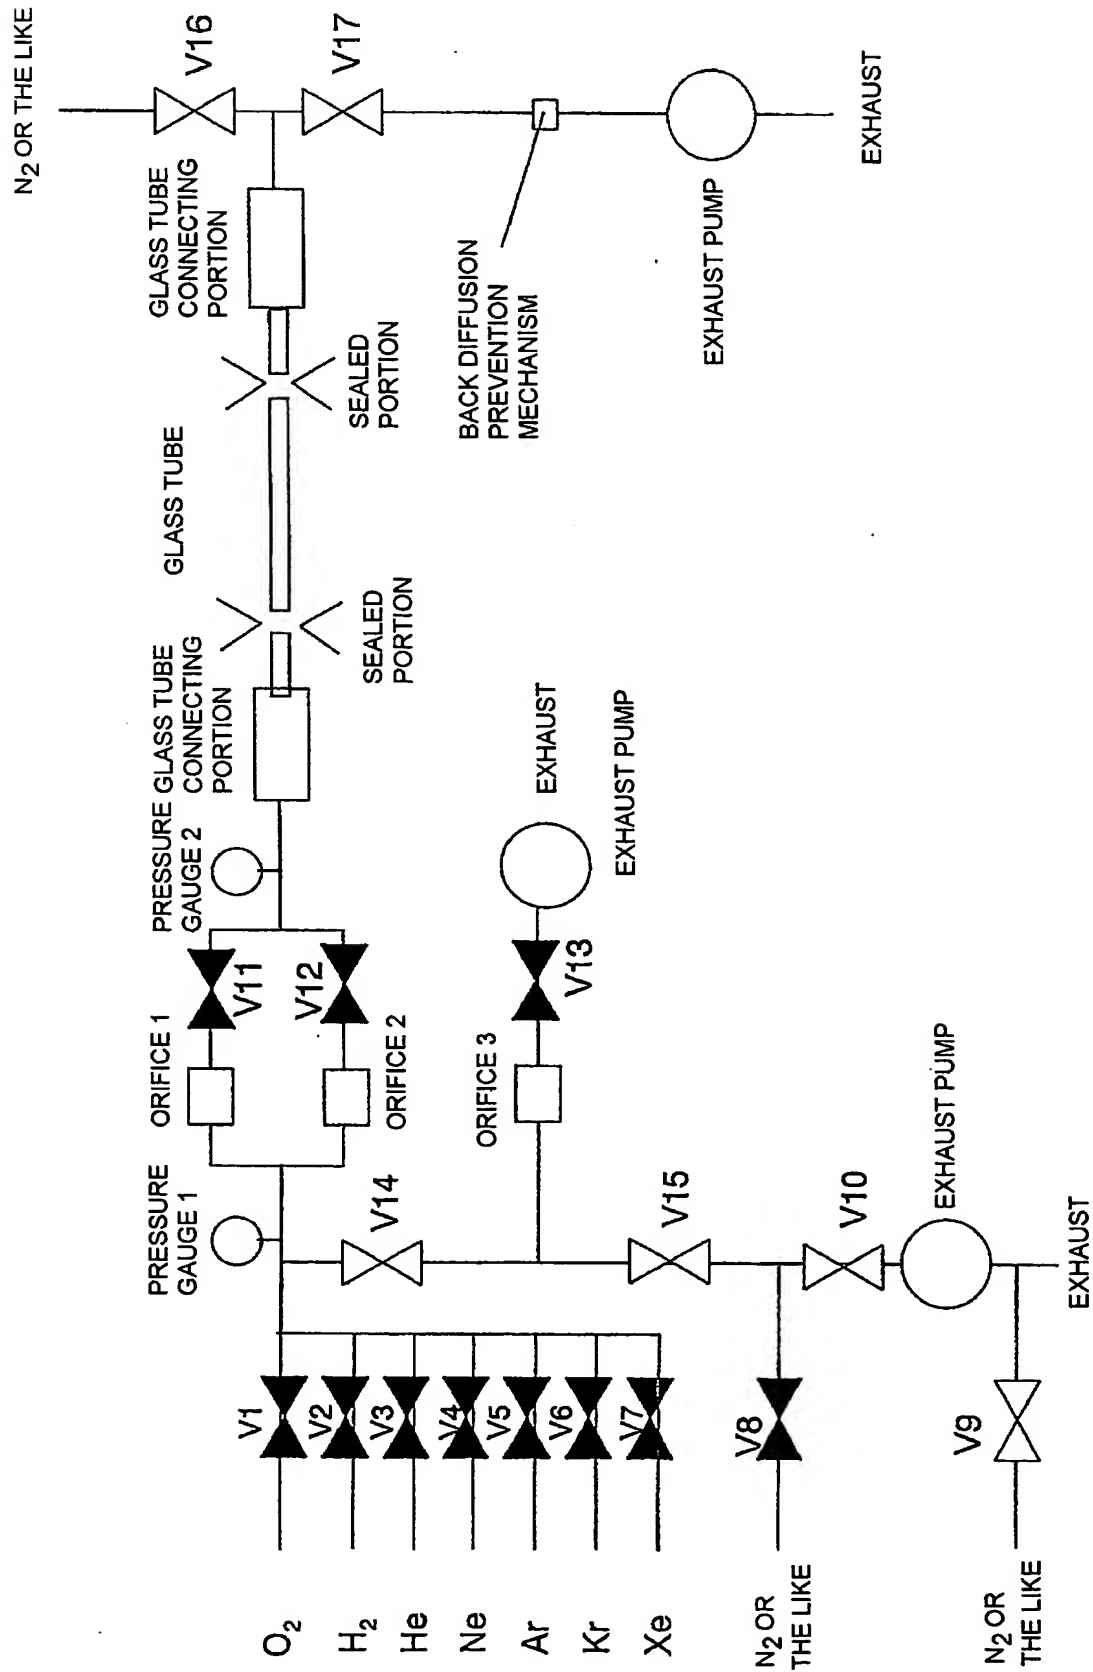 N2 OR THE LIKE
V16
V17
GLASS TUBE
CONNECTING
PORTION
SEALED
PORTION
BACK DIFFUSION
PREVENTION
MECHANISM
EXHAUST PUMP
EXHAUST
GLASS TUBE
SEALED
PORTION
GLASS TUBE
CONNECTING
PORTION
PRESSURE
GAUGE 2
EXHAUST
EXHAUST PUMP
V11
V12
V13
ORIFICE 1
ORIFICE 2
ORIFICE 3
PRESSURE
GAUGE 1
V14
V15
V10
EXHAUST PUMP
EXHAUST
V1
V2
V3
V4
V5
V6
V7
V8
V9
O2
H2
He
Ne
Ar
Kr
Xe
N2 OR
THE LIKE
N2 OR
THE LIKE